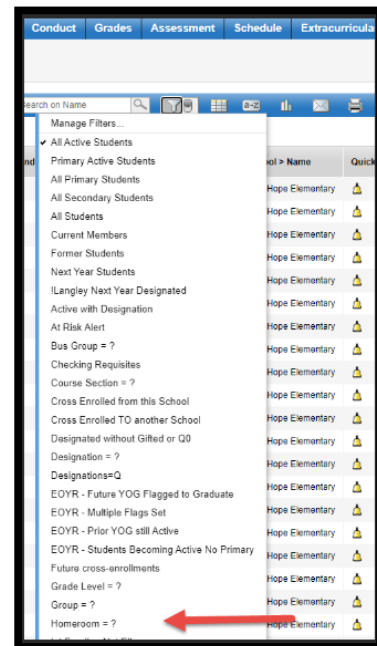 Conduct Grades Assessment Schedule Extracurricula
earch on Name a-z
Manage Filters...
All Active Students
Primary Active Students
ool > Name Quick
All Primary Students
Hope Elementary
All Secondary Students
Hope Elementary
All Students
Current Members
Hope Elementary
Former Students
Hope Elementary
Next Year Students
Hope Elementary
!Langley Next Year Designated
Hope Elementary
Active with Designation
Hope Elementary
At Risk Alert
Hope Elementary
Bus Group = ?
Hope Elementary
Checking Requisites
Hope Elementary
Course Section = ?
Cross Enrolled from this School
Hope Elementary
Cross Enrolled TO another School
Hope Elementary
Designated without Gifted or Q0
Hope Elementary
Designation = ?
Hope Elementary
Designations=Q
Hope Elementary
EOYR - Future YOG Flagged to Graduate
Hope Elementary
EOYR - Multiple Flags Set
Hope Elementary
EOYR - Prior YOG still Active
Hope Elementary
EOYR - Students Becoming Active No Primary
Hope Elementary
Future cross-enrollments
Hope Elementary
Grade Level = ?
Group = ?
Hope Elementary
Homeroom = ?
Hope Elementary